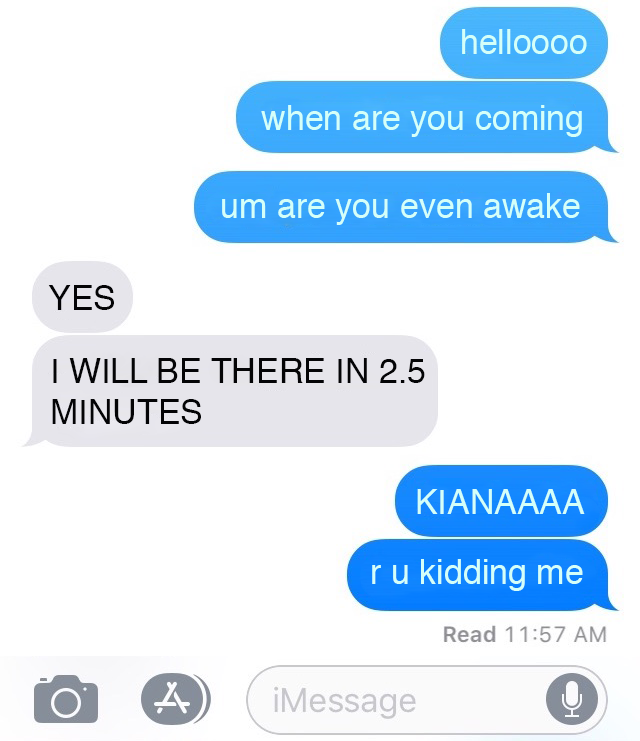 helloooo
when are you coming
um are you even awake
YES
I WILL BE THERE IN 2.5
MINUTES
KIANAAAA
r u kidding me
Read 11:57 AM
iMessage